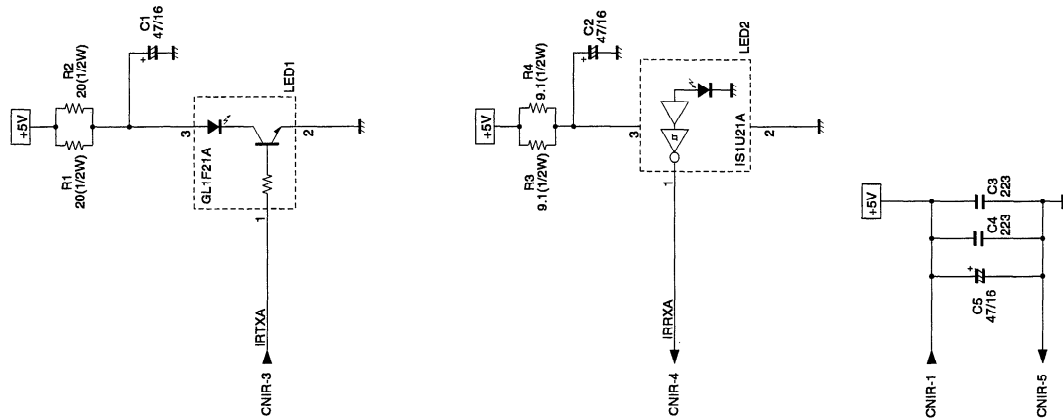 +5V
R1
20(1/2W)
R2
20(1/2W)
C1
47/16
+
3
GL1F21A
LED1
1
2
IRTXA
CNIR-3
+5V
R3
9.1(1/2W)
R4
9.1(1/2W)
C2
47/16
+
3
LED2
IS1U21A
1
2
IRRXA
CNIR-4
+5V
C5
47/16
+
C4
223
C3
223
CNIR-1
CNIR-5